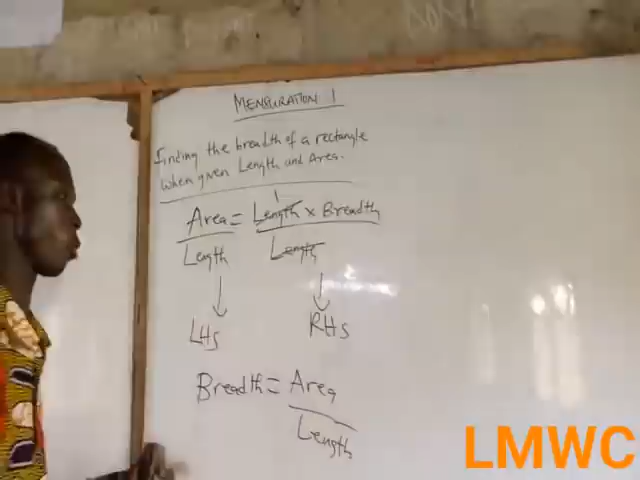 MENSURATION 1
Finding the breadth of a rectangle
when given Length and Area.
1
Area = Length x Breadth
Length Length
LHS RHS
Breadth = Area
Length
LMWC